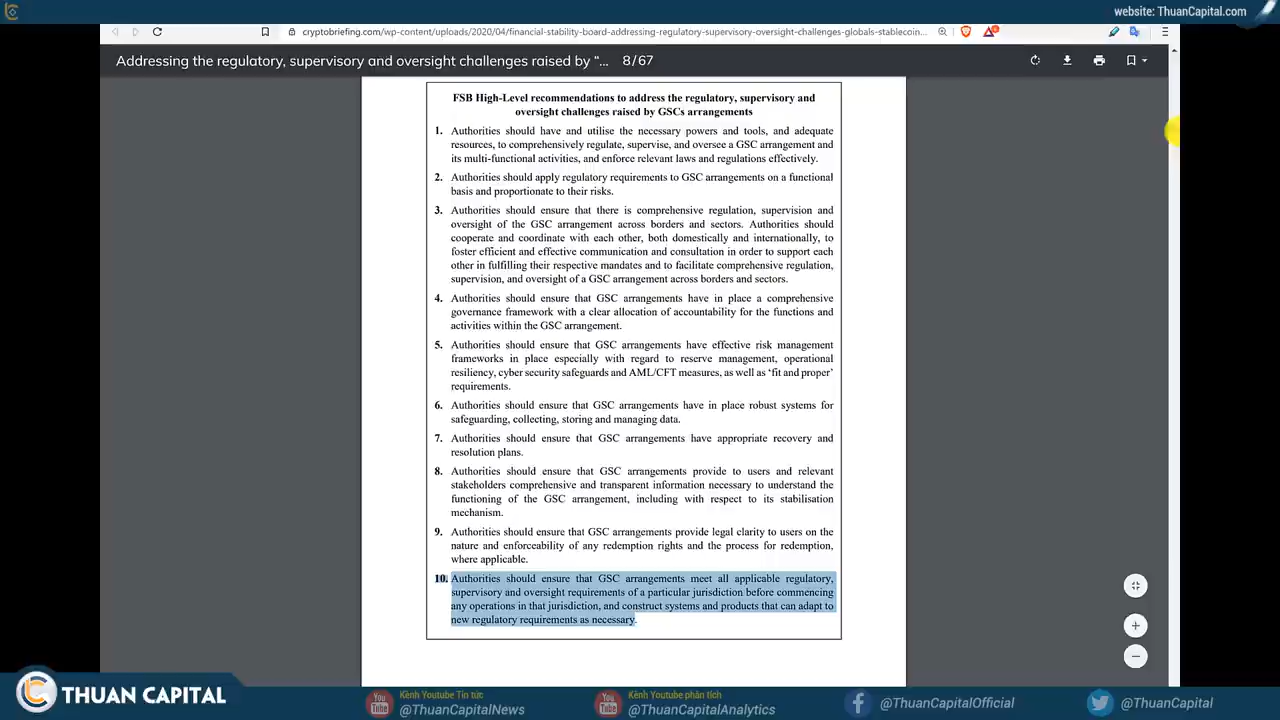 website: ThuanCapital.com
cryptobriefing.com/wp-content/uploads/2020/04/financial-stability-board-addressing-regulatory-supervisory-oversight-challenges-globals-stablecoin...
Addressing the regulatory, supervisory and oversight challenges raised by “... 8/67
FSB High-Level recommendations to address the regulatory, supervisory and
oversight challenges raised by GSCs arrangements
1. Authorities should have and utilise the necessary powers and tools, and adequate
resources, to comprehensively regulate, supervise, and oversee a GSC arrangement and
its multi-functional activities, and enforce relevant laws and regulations effectively.
2. Authorities should apply regulatory requirements to GSC arrangements on a functional
basis and proportionate to their risks.
3. Authorities should ensure that there is comprehensive regulation, supervision and
oversight of the GSC arrangement across borders and sectors. Authorities should
cooperate and coordinate with each other, both domestically and internationally, to
foster efficient and effective communication and consultation in order to support each
other in fulfilling their respective mandates and to facilitate comprehensive regulation,
supervision, and oversight of a GSC arrangement across borders and sectors.
4. Authorities should ensure that GSC arrangements have in place a comprehensive
governance framework with a clear allocation of accountability for the functions and
activities within the GSC arrangement.
5. Authorities should ensure that GSC arrangements have effective risk management
frameworks in place especially with regard to reserve management, operational
resiliency, cyber security safeguards and AML/CFT measures, as well as ‘fit and proper’
requirements.
6. Authorities should ensure that GSC arrangements have in place robust systems for
safeguarding, collecting, storing and managing data.
7. Authorities should ensure that GSC arrangements have appropriate recovery and
resolution plans.
8. Authorities should ensure that GSC arrangements provide to users and relevant
stakeholders comprehensive and transparent information necessary to understand the
functioning of the GSC arrangement, including with respect to its stabilisation
mechanism.
9. Authorities should ensure that GSC arrangements provide legal clarity to users on the
nature and enforceability of any redemption rights and the process for redemption,
where applicable.
10. Authorities should ensure that GSC arrangements meet all applicable regulatory,
supervisory and oversight requirements of a particular jurisdiction before commencing
any operations in that jurisdiction, and construct systems and products that can adapt to
new regulatory requirements as necessary.
THUAN CAPITAL
You Tube
Kênh Youtube Tin tức
@ThuanCapitalNews
You Tube
Kênh Youtube phân tích
@ThuanCapitalAnalytics
@ThuanCapitalOfficial
@ThuanCapital